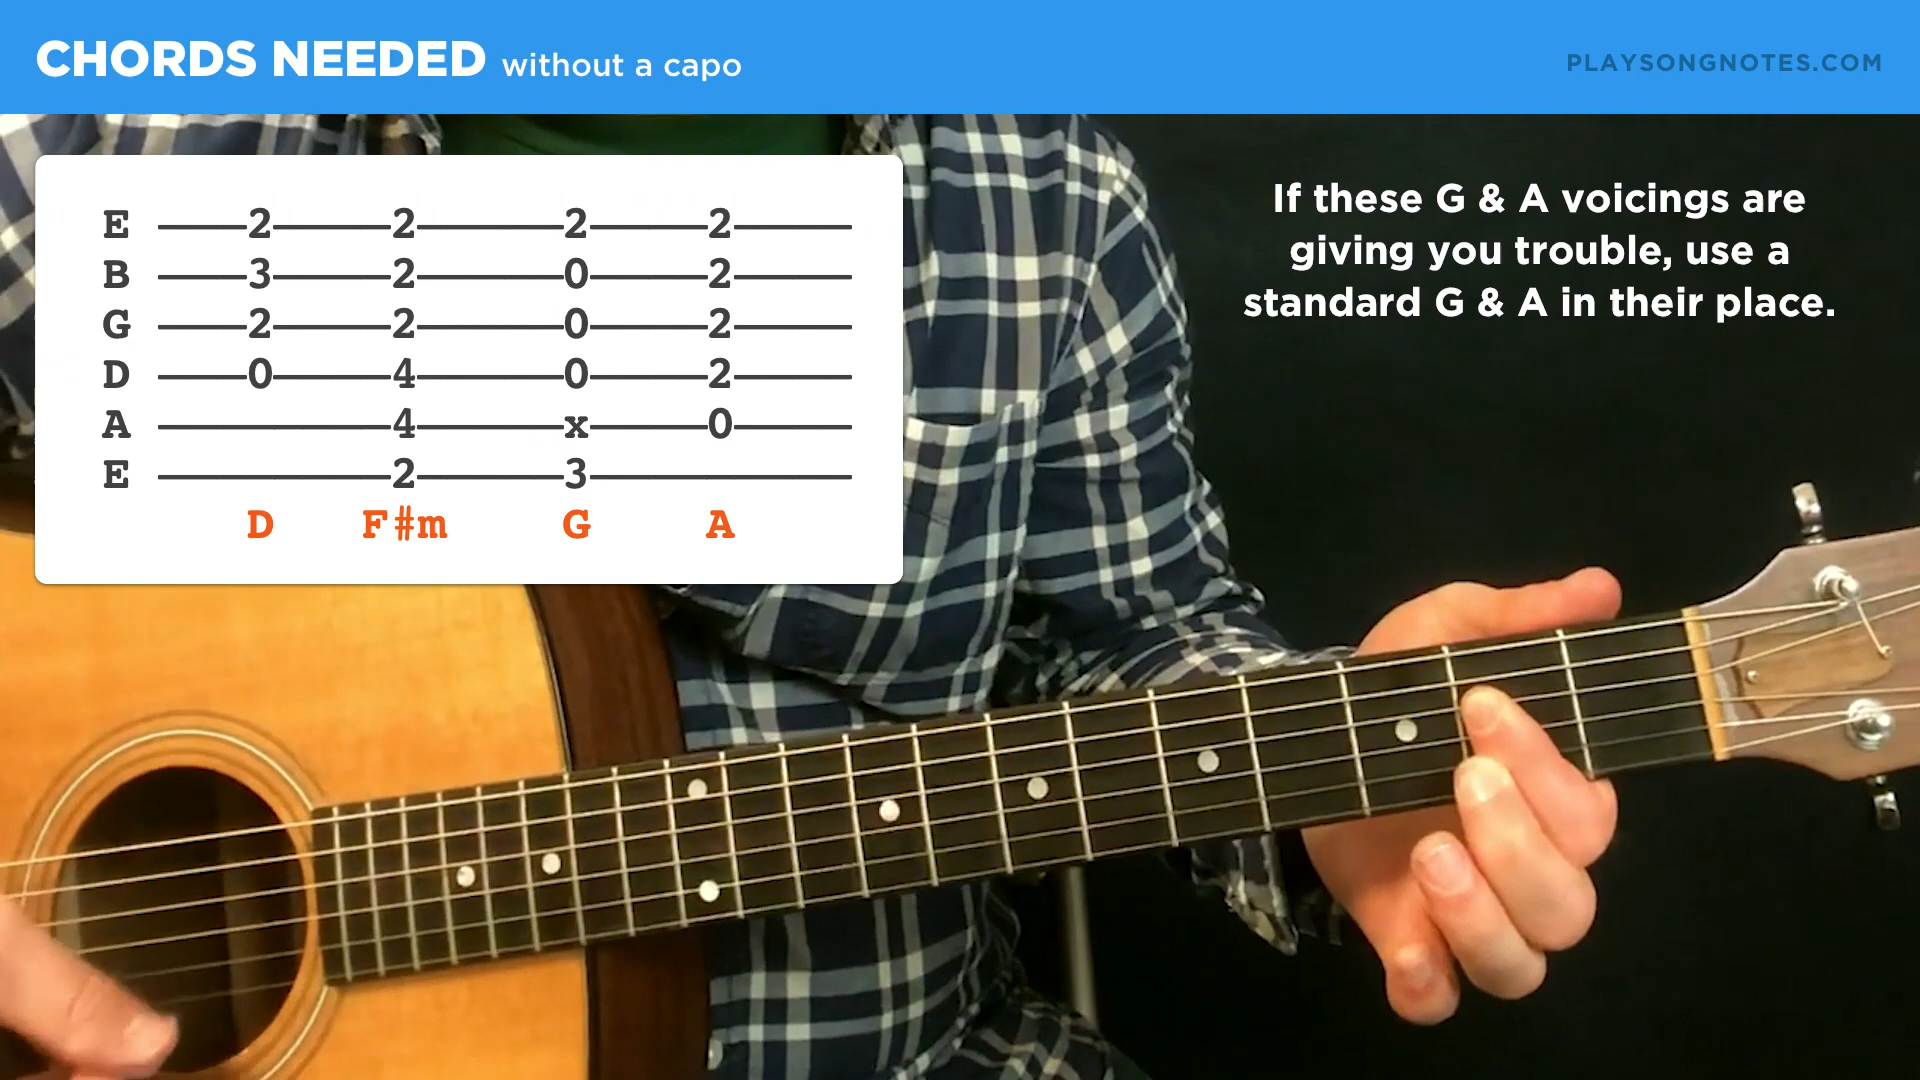 CHORDS NEEDED without a capo
PLAYSONGNOTES.COM
E ——2——2——2——2——
B ——3——2——0——2——
G ——2——2——0——2——
D ——0——4——0——2——
A ————4——x——0——
E ————2——3————
D F#m G A
If these G & A voicings are
giving you trouble, use a
standard G & A in their place.